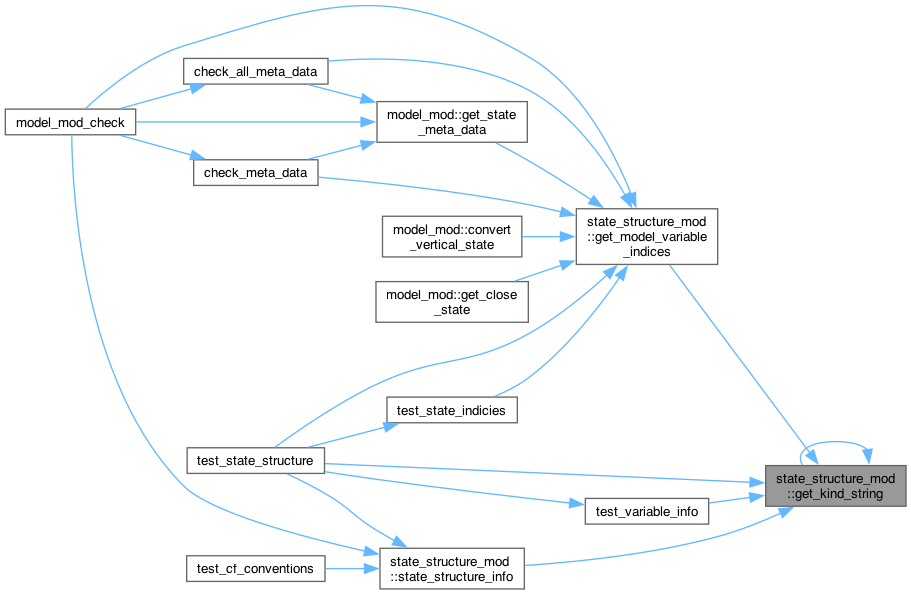 check_all_meta_data
model_mod_check
model_mod::get_state
_meta_data
check_meta_data
model_mod::convert
_vertical_state
state_structure_mod
::get_model_variable
_indices
model_mod::get_close
_state
test_state_indicies
test_state_structure
state_structure_mod
::get_kind_string
test_variable_info
test_cf_conventions
state_structure_mod
::state_structure_info